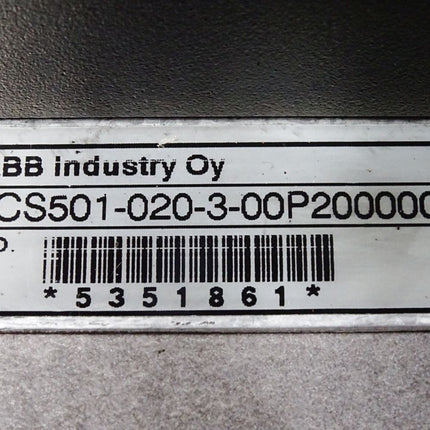 BB Industry Oy
CS501-020-3-00P200000
D.
*5351861*